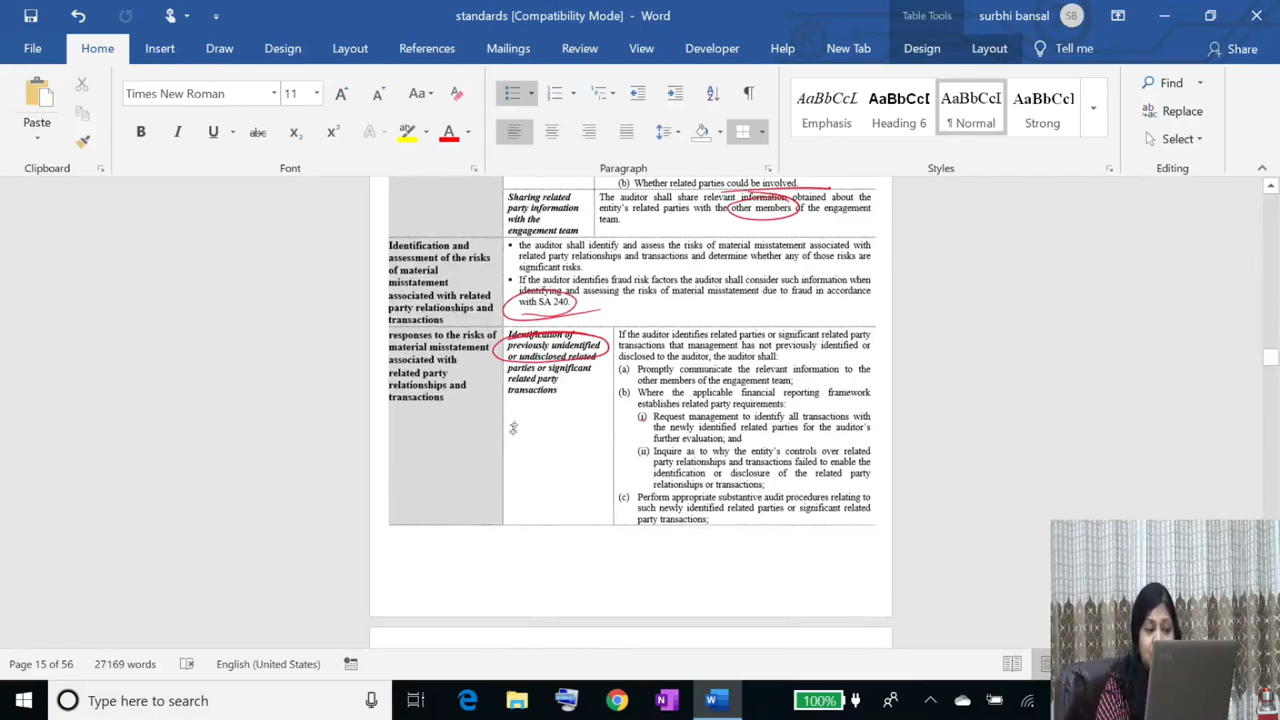 standards [Compatibility Mode] - Word
Table Tools
surbhi bansal
SB
File
Home
Insert
Draw
Design
Layout
References
Mailings
Review
View
Developer
Help
New Tab
Design
Layout
Tell me
Share
Paste
Clipboard
Times New Roman
11
Font
Paragraph
AaBbCcL
Emphasis
AaBbCcL
Heading 6
AaBbCcI
¶ Normal
AaBbCcl
Strong
Styles
Find
Replace
Select
Editing
(b) Whether related parties could be involved.
Sharing related
party information
with the
engagement team
The auditor shall share relevant information obtained about the
entity's related parties with the other members of the engagement
team.
Identification and
assessment of the risks
of material
misstatement
associated with related
party relationships and
transactions
• the auditor shall identify and assess the risks of material misstatement associated with
related party relationships and transactions and determine whether any of those risks are
significant risks.
• If the auditor identifies fraud risk factors the auditor shall consider such information when
identifying and assessing the risks of material misstatement due to fraud in accordance
with SA 240.
responses to the risks of
material misstatement
associated with
related party
relationships and
transactions
Identification of
previously unidentified
or undisclosed related
parties or significant
related party
transactions
If the auditor identifies related parties or significant related party
transactions that management has not previously identified or
disclosed to the auditor, the auditor shall:
(a) Promptly communicate the relevant information to the
other members of the engagement team;
(b) Where the applicable financial reporting framework
establishes related party requirements:
(i) Request management to identify all transactions with
the newly identified related parties for the auditor's
further evaluation; and
(ii) Inquire as to why the entity's controls over related
party relationships and transactions failed to enable the
identification or disclosure of the related party
relationships or transactions;
(c) Perform appropriate substantive audit procedures relating to
such newly identified related parties or significant related
party transactions;
Page 15 of 56
27169 words
English (United States)
Type here to search
100%